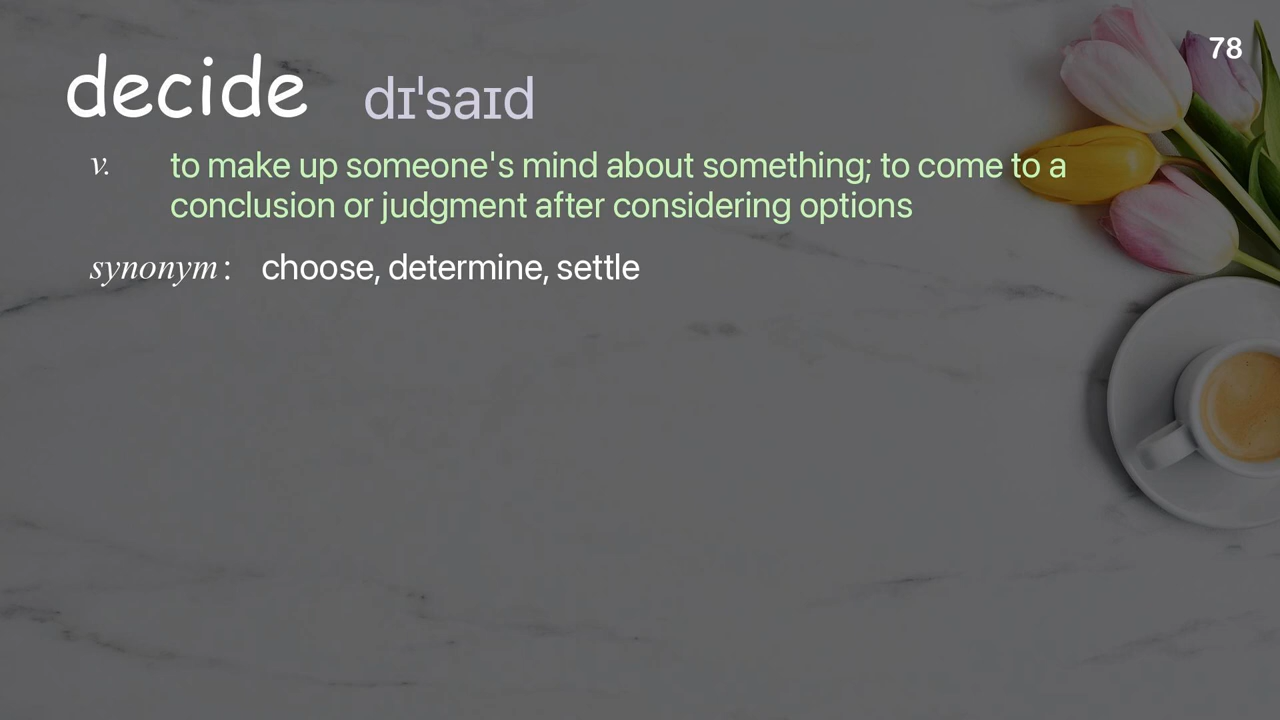 78
decide dɪˈsaɪd
v. to make up someone's mind about something; to come to a
conclusion or judgment after considering options
synonym: choose, determine, settle